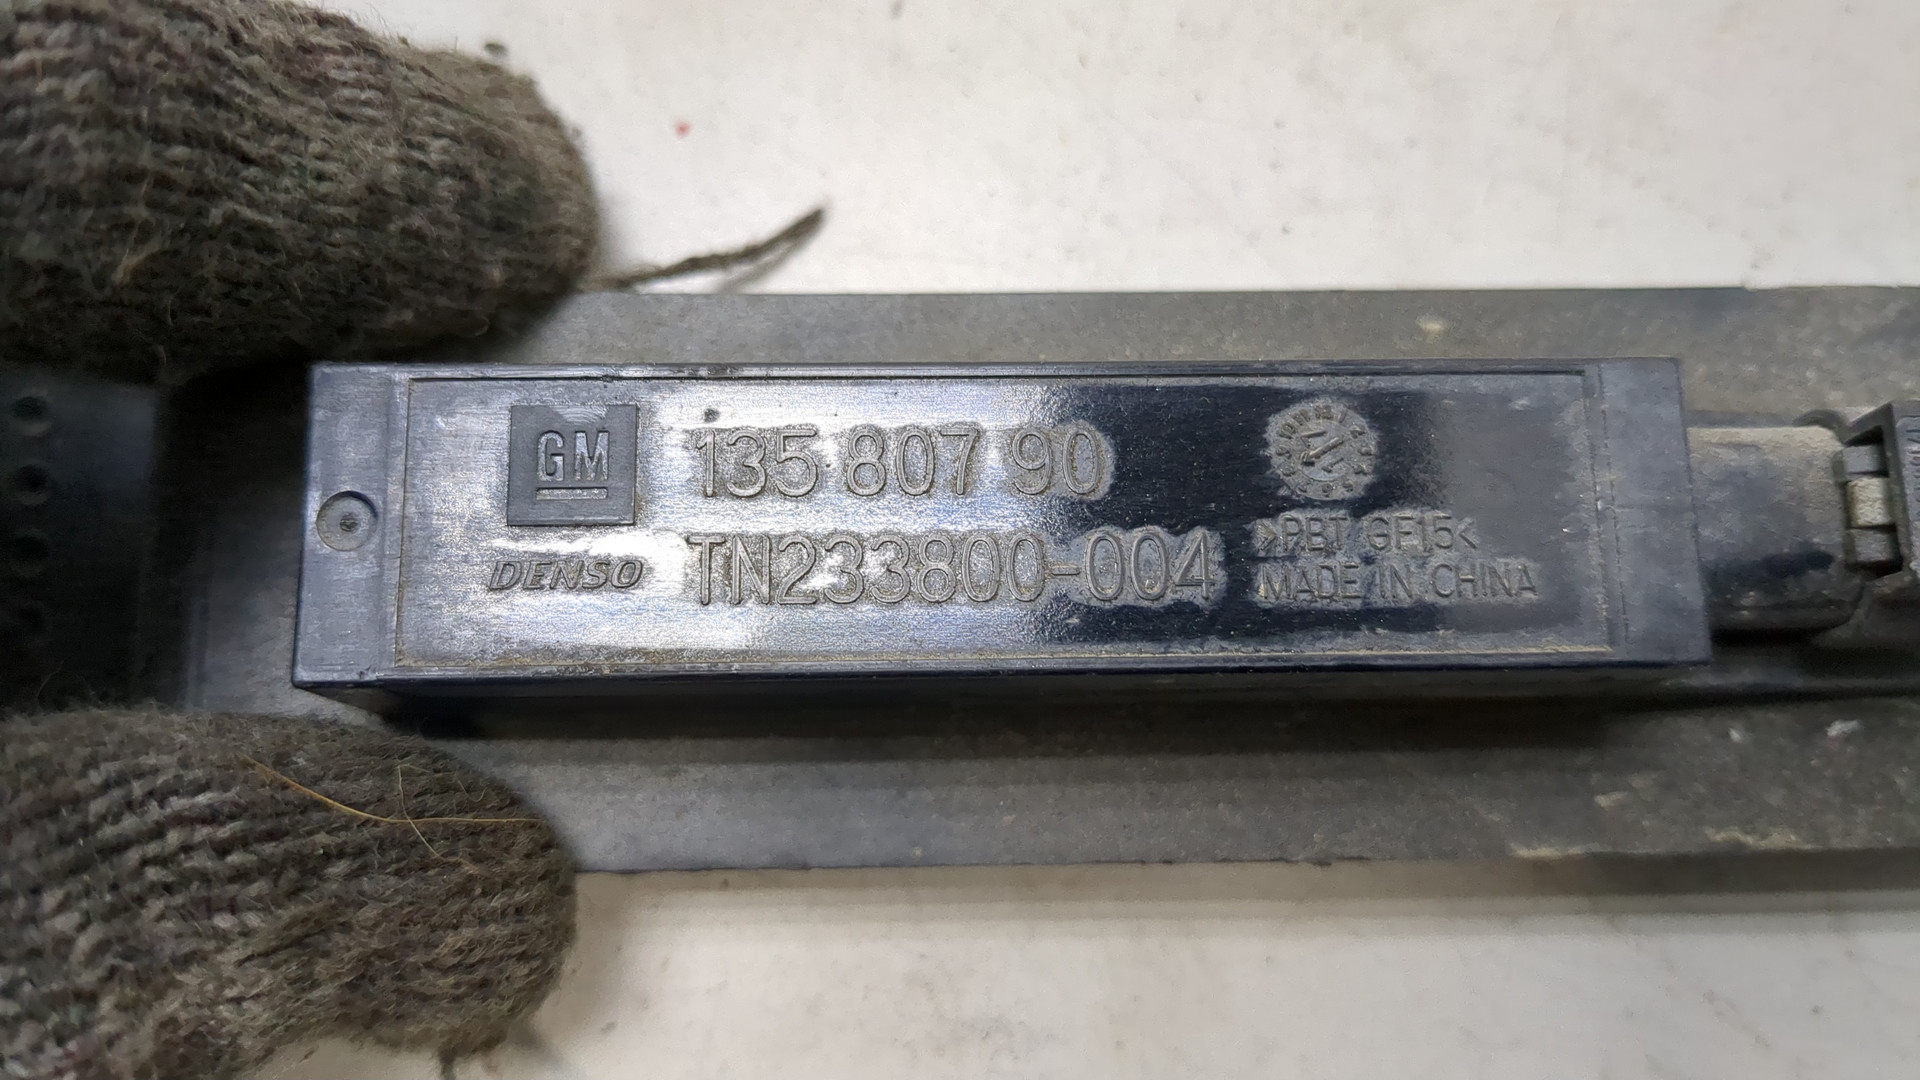 GM
135 807 90
DENSO
TN233800-004
>PBT GF15<
MADE IN CHINA